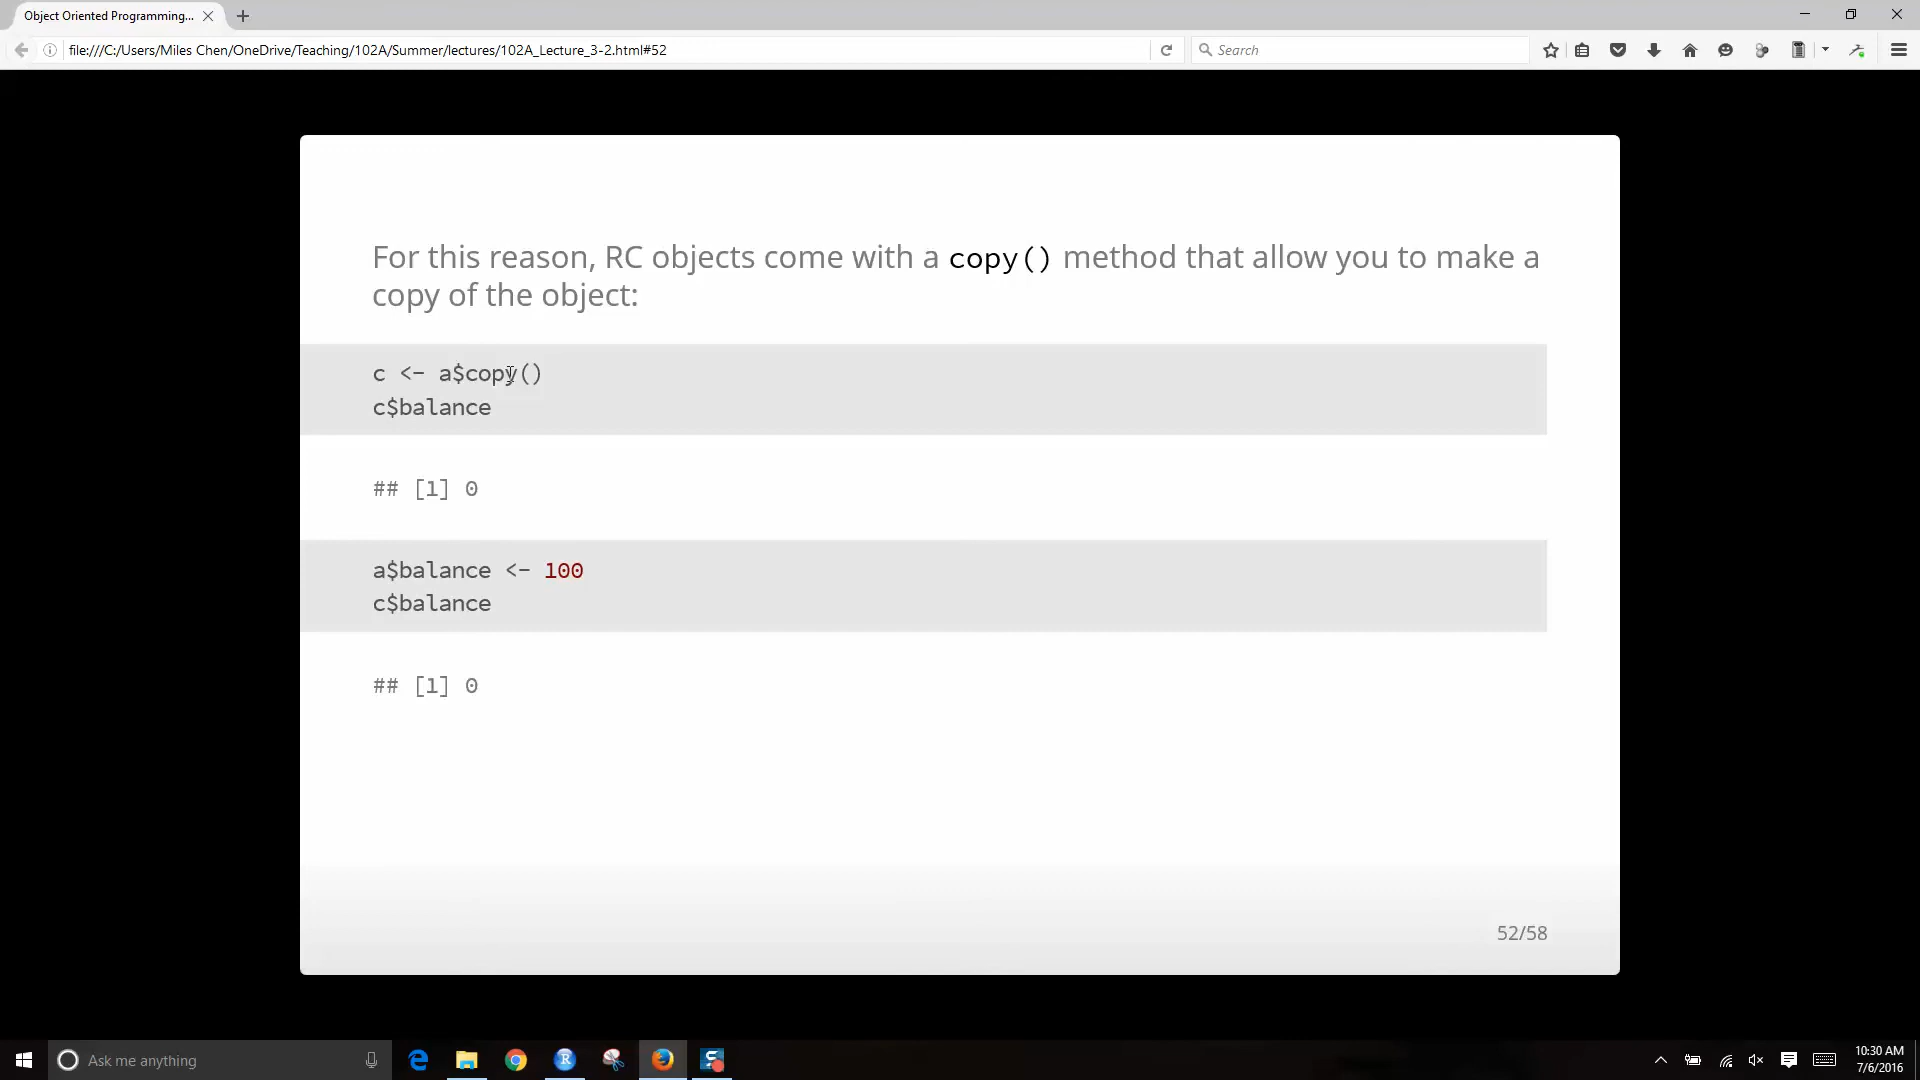 Object Oriented Programming...
file:///C:/Users/Miles Chen/OneDrive/Teaching/102A/Summer/lectures/102A_Lecture_3-2.html#52
Search
For this reason, RC objects come with a copy() method that allow you to make a
copy of the object:
c <- a$copy()
c$balance
## [1] 0
a$balance <- 100
c$balance
## [1] 0
52/58
Ask me anything
10:30 AM
7/6/2016